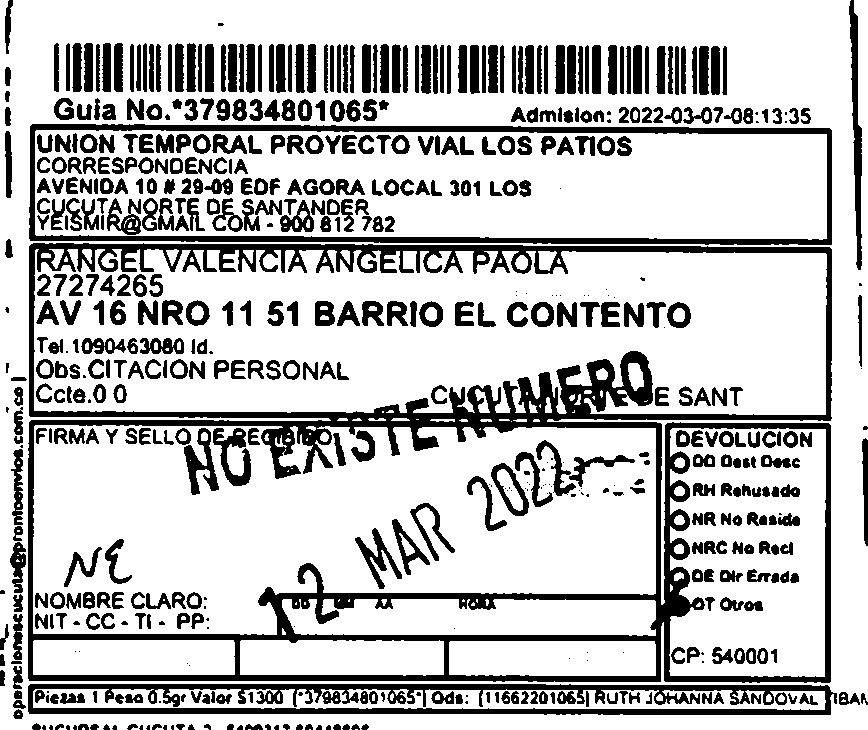 Guia No.*379834801065*
Admision: 2022-03-07-08:13:35
UNION TEMPORAL PROYECTO VIAL LOS PATIOS
CORRESPONDENCIA
AVENIDA 10 # 29-09 EDF AGORA LOCAL 301 LOS
CUCUTA NORTE DE SANTANDER
YEISMIR@GMAIL COM - 900 812 782
RANGEL VALENCIA ANGELICA PAOLA
27274265
AV 16 NRO 11 51 BARRIO EL CONTENTO
Tel.1090463080 Id.
Obs.CITACION PERSONAL
Ccte.0 0
CUCUTA NORTE DE SANT
NO EXISTE NUMERO
12 MAR 2022
FIRMA Y SELLO DE RECIBIDO:
NE
NOMBRE CLARO:
NIT - CC - TI - PP:
DD MM AA HORA
DEVOLUCION
DD Dest Desc
RH Rehusado
NR No Reside
NRC No Recl
DE Dir Errada
OT Otros
CP: 540001
Piezas 1 Peso 0.5gr Valor $1300 [*379834801065*] Ods: [11662201065] RUTH JOHANNA SANDOVAL
operacionescucuta@prontoenvios.com.co |